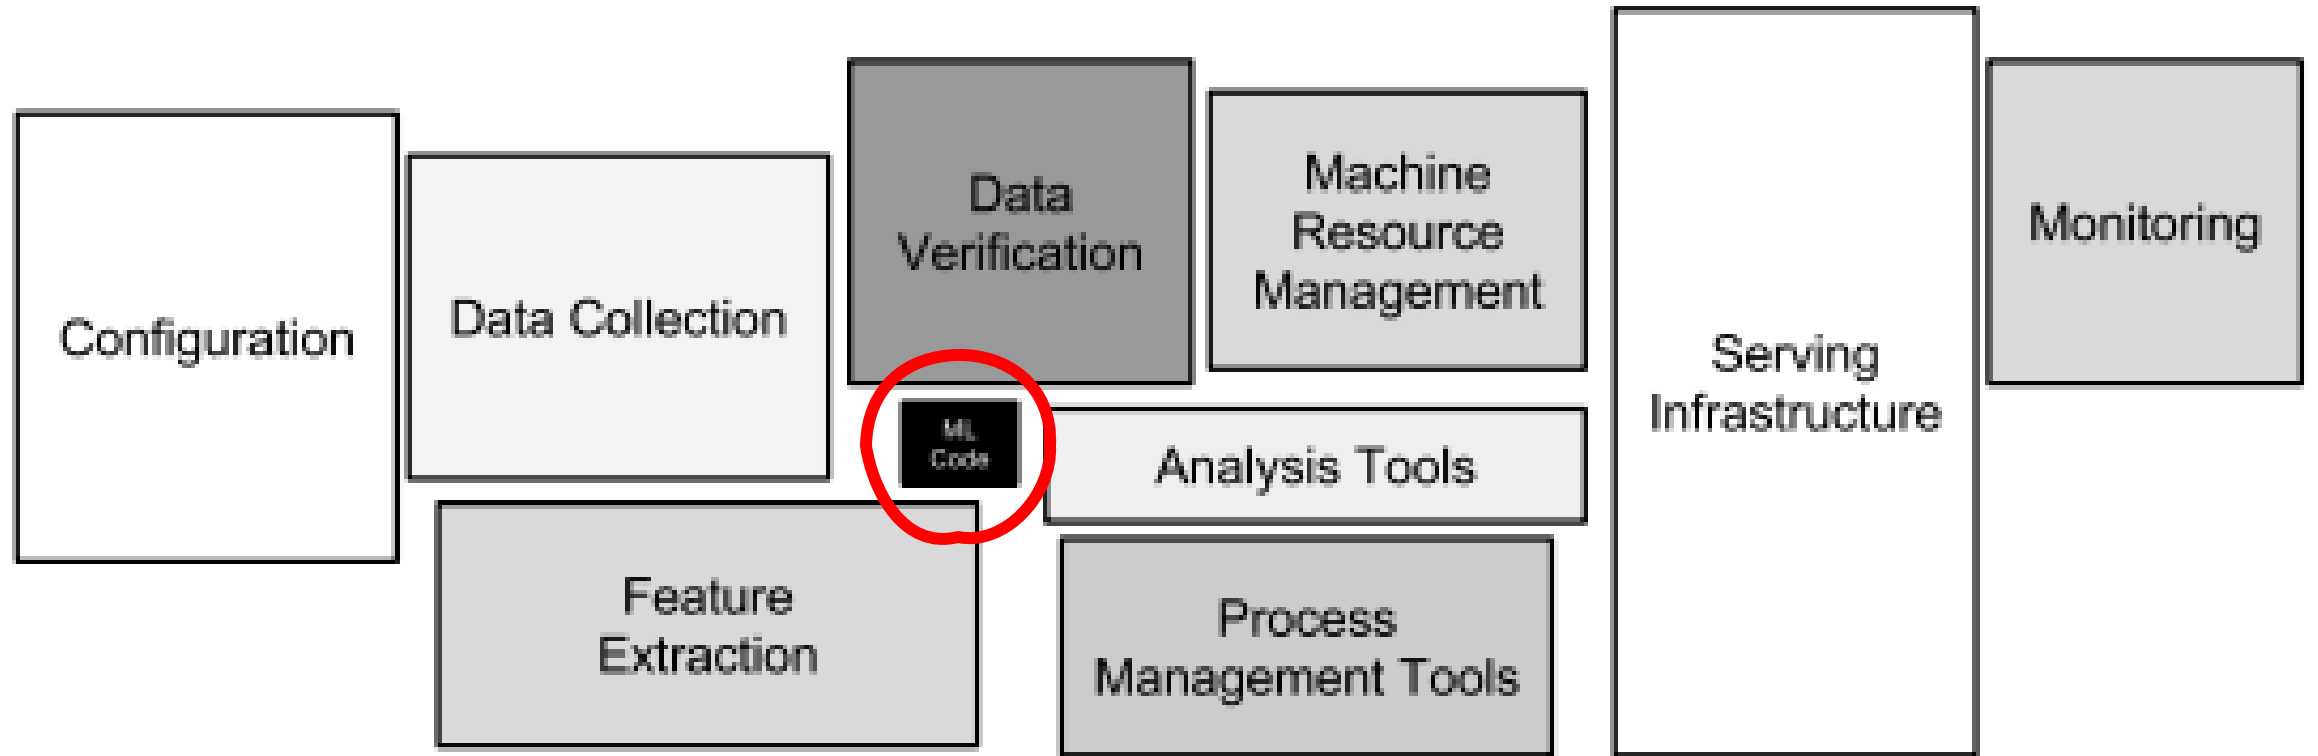 Configuration
Data Collection
Feature
Extraction
Data
Verification
ML
Code
Machine
Resource
Management
Analysis Tools
Process
Management Tools
Serving
Infrastructure
Monitoring